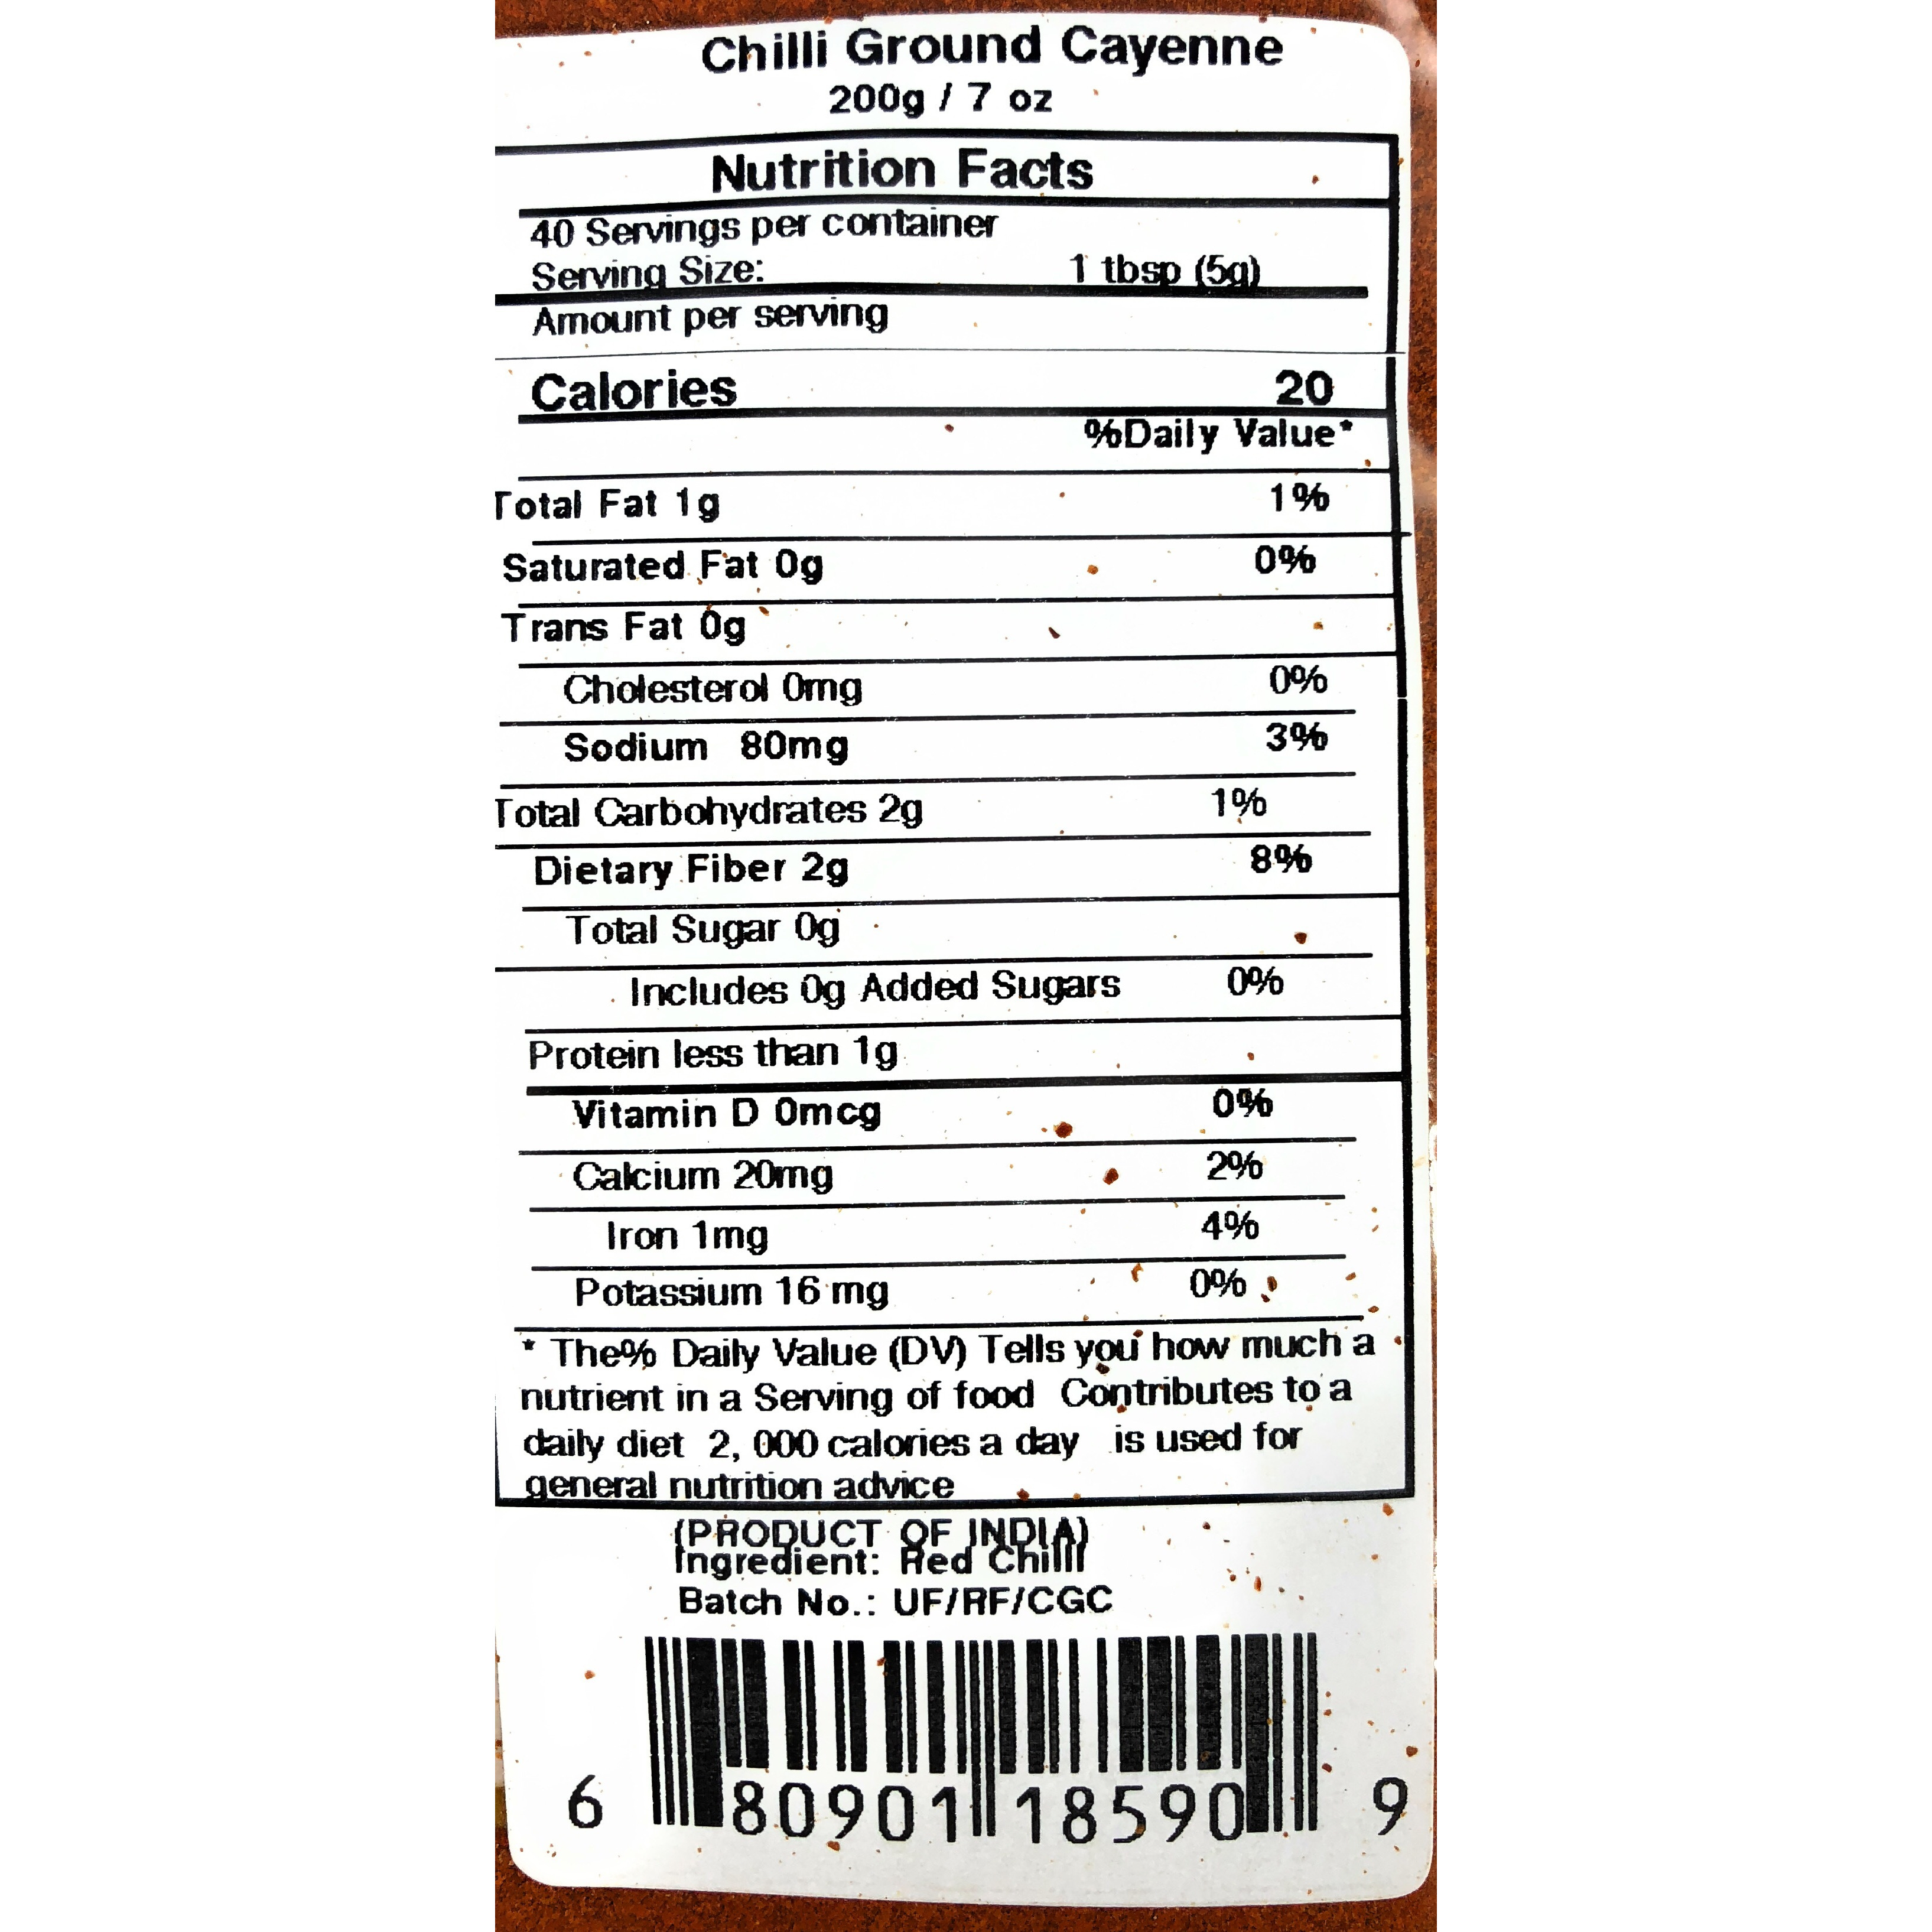 Chilli Ground Cayenne
200g / 7 oz
Nutrition Facts
40 Servings per container
Serving Size: 1 tbsp (5g)
Amount per serving
Calories 20
%Daily Value*
Total Fat 1g 1%
Saturated Fat 0g 0%
Trans Fat 0g
Cholesterol 0mg 0%
Sodium 80mg 3%
Total Carbohydrates 2g 1%
Dietary Fiber 2g 8%
Total Sugar 0g
Includes 0g Added Sugars 0%
Protein less than 1g
Vitamin D 0mcg 0%
Calcium 20mg 2%
Iron 1mg 4%
Potassium 16 mg 0%
* The% Daily Value (DV) Tells you how much a
nutrient in a Serving of food Contributes to a
daily diet 2, 000 calories a day is used for
general nutrition advice
(PRODUCT OF INDIA)
Ingredient: Red Chilli
Batch No.: UF/RF/CGC
6 80901 18590 9